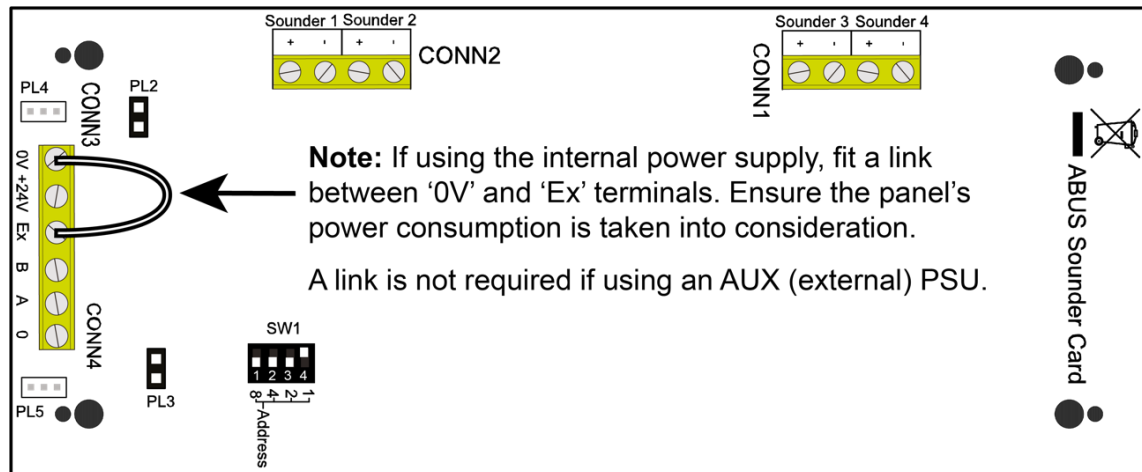 Sounder 1 Sounder 2
+ - + -
CONN2
Sounder 3 Sounder 4
+ - + -
CONN1
PL4
CONN3
PL2
0V +24V Ex B A 0
CONN4
Note: If using the internal power supply, fit a link
between ‘0V’ and ‘Ex’ terminals. Ensure the panel’s
power consumption is taken into consideration.
A link is not required if using an AUX (external) PSU.
ABUS Sounder Card
SW1
1 2 3 4
8 4 2 1
Address
PL3
PL5